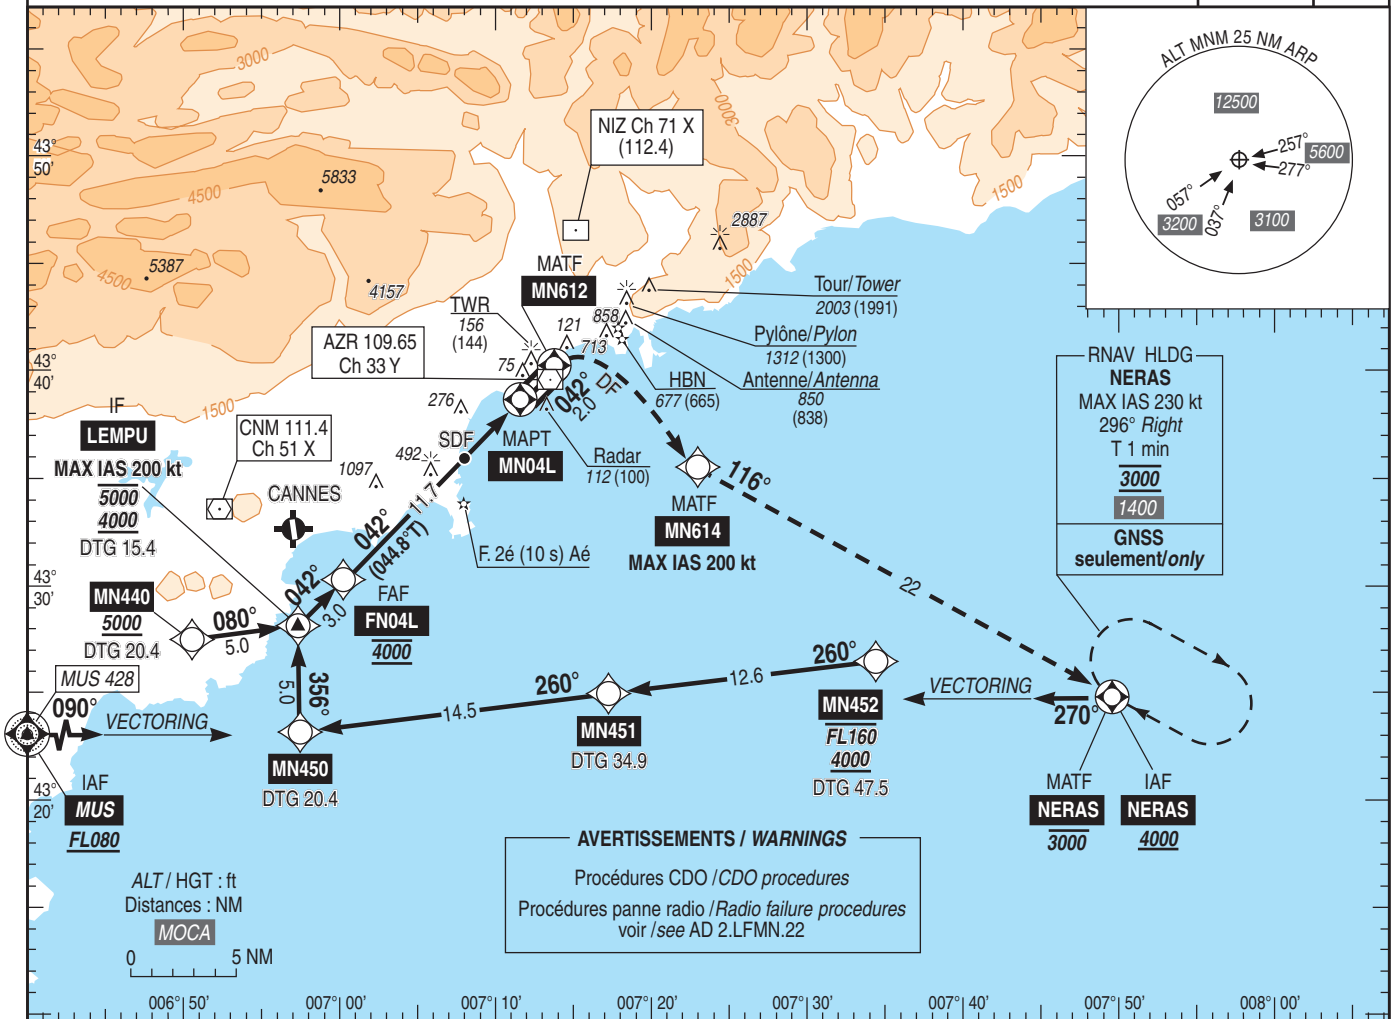 ALT MNM 25 NM ARP
12500
257°
5600
277°
057°
3200
037°
3100
3000
3000
NIZ Ch 71 X
(112.4)
43°
50'
5833
4500
1500
2887
5387
4500
4157
1500
MATF
MN612
TWR
156
(144)
121
858
713
75
Tour/Tower
2003 (1991)
Pylône/Pylon
1312 (1300)
Antenne/Antenna
850
(838)
HBN
677 (665)
AZR 109.65
Ch 33 Y
43°
40'
1500
276
042°
2.0
DF
RNAV HLDG
NERAS
MAX IAS 230 kt
296° Right
T 1 min
3000
1400
GNSS
seulement/only
IF
LEMPU
MAX IAS 200 kt
5000
4000
DTG 15.4
CNM 111.4
Ch 51 X
CANNES
SDF
492
1097
MAPT
MN04L
Radar
112 (100)
116°
MATF
MN614
MAX IAS 200 kt
042°
11.7
(044.8°T)
F. 2é (10 s) Aé
43°
30'
MN440
5000
DTG 20.4
080°
5.0
042°
3.0
FAF
FN04L
4000
22
MUS 428
090°
VECTORING
356°
5.0
14.5
260°
12.6
260°
MN451
DTG 34.9
MN452
FL160
4000
DTG 47.5
VECTORING
270°
MN450
DTG 20.4
IAF
MUS
FL080
43°
20'
MATF
NERAS
3000
IAF
NERAS
4000
AVERTISSEMENTS / WARNINGS
Procédures CDO /CDO procedures
Procédures panne radio /Radio failure procedures
voir /see AD 2.LFMN.22
ALT / HGT : ft
Distances : NM
MOCA
0 5 NM
006°50' 007°00' 007°10' 007°20' 007°30' 007°40' 007°50' 008°00'